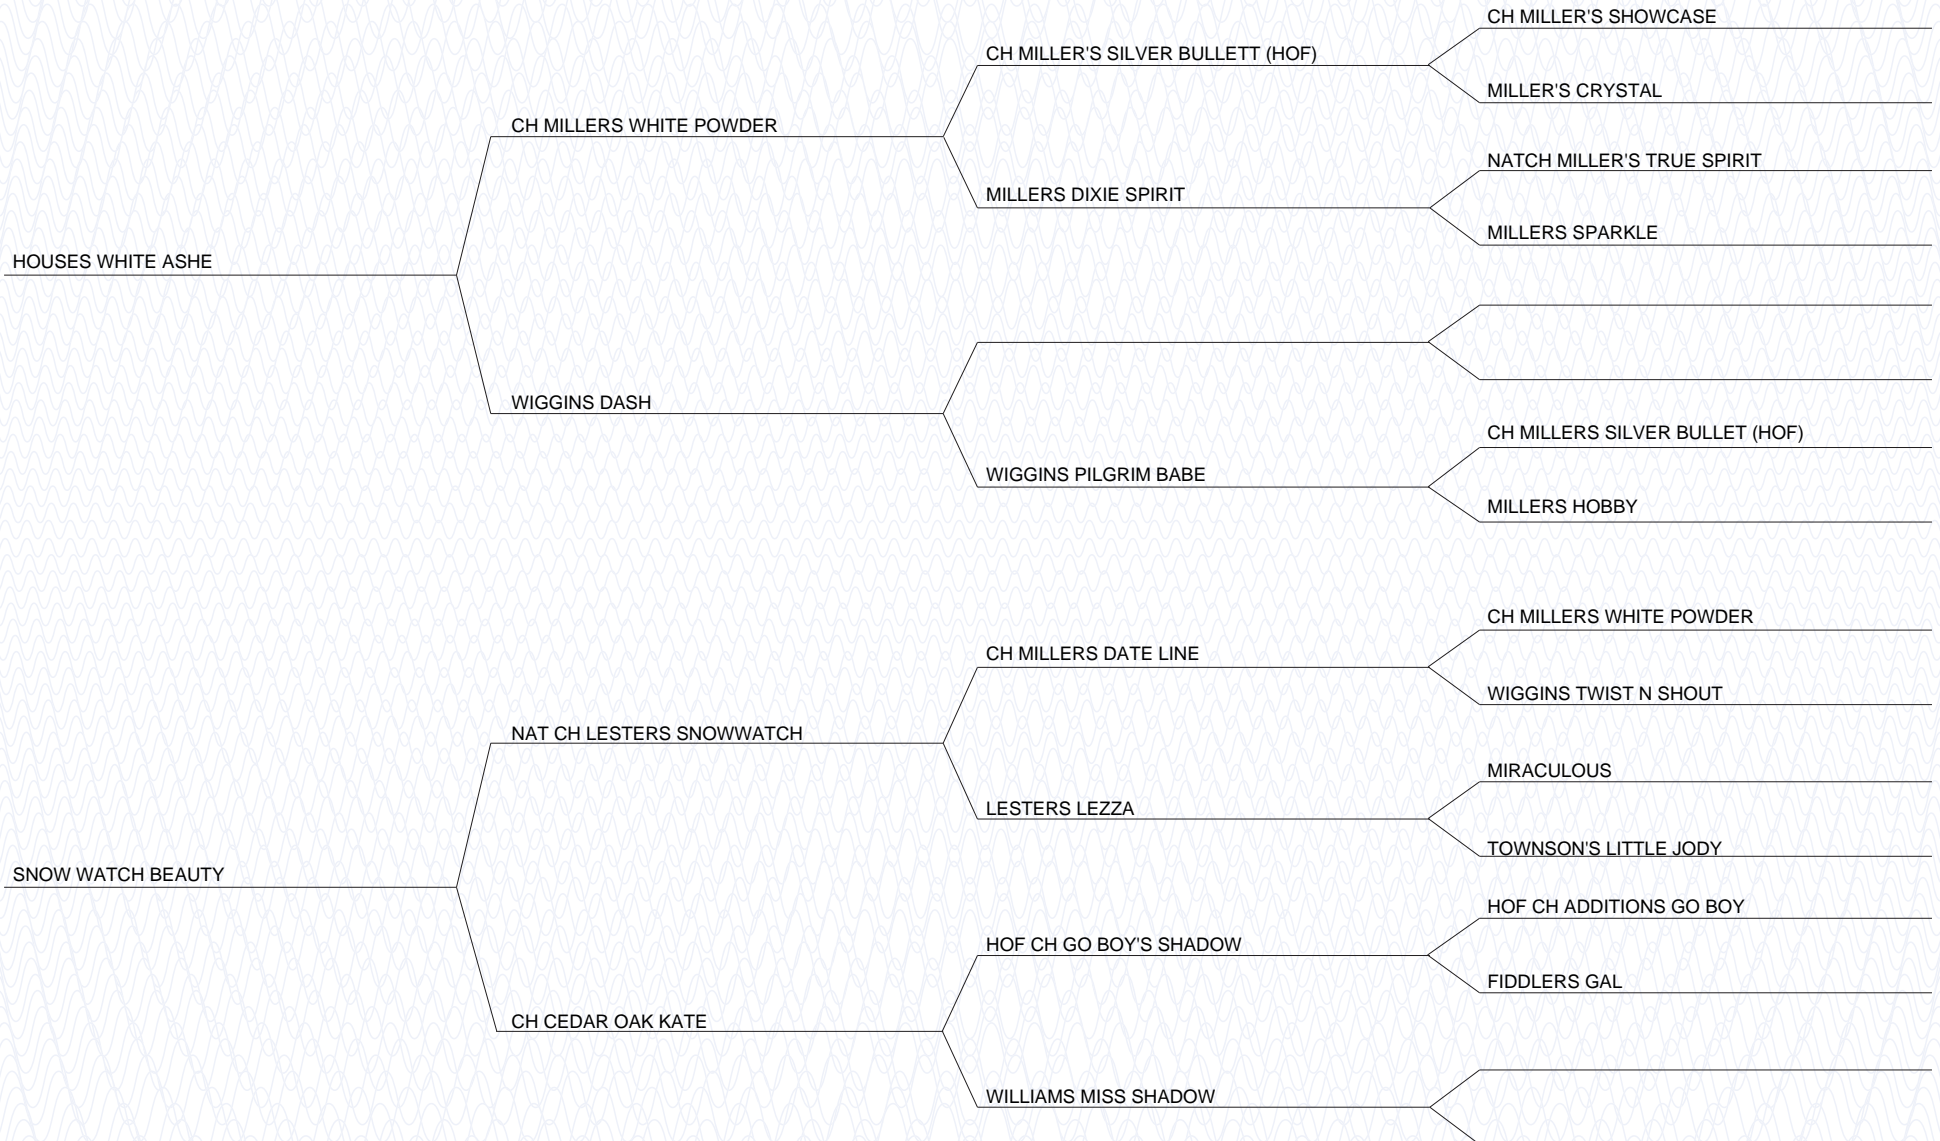 CH MILLER'S SHOWCASE
CH MILLER'S SILVER BULLETT (HOF)
MILLER'S CRYSTAL
CH MILLERS WHITE POWDER
NATCH MILLER'S TRUE SPIRIT
MILLERS DIXIE SPIRIT
MILLERS SPARKLE
HOUSES WHITE ASHE
WIGGINS DASH
CH MILLERS SILVER BULLET (HOF)
WIGGINS PILGRIM BABE
MILLERS HOBBY
CH MILLERS WHITE POWDER
CH MILLERS DATE LINE
WIGGINS TWIST N SHOUT
NAT CH LESTERS SNOWWATCH
MIRACULOUS
LESTERS LEZZA
TOWNSON'S LITTLE JODY
SNOW WATCH BEAUTY
HOF CH ADDITIONS GO BOY
HOF CH GO BOY'S SHADOW
FIDDLERS GAL
CH CEDAR OAK KATE
WILLIAMS MISS SHADOW